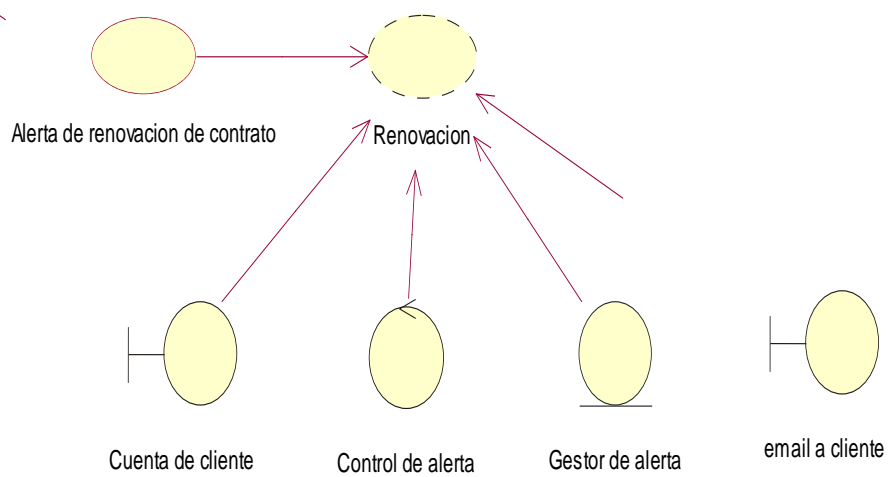 Alerta de renovacion de contrato
Renovacion
Cuenta de cliente
Control de alerta
Gestor de alerta
email a cliente